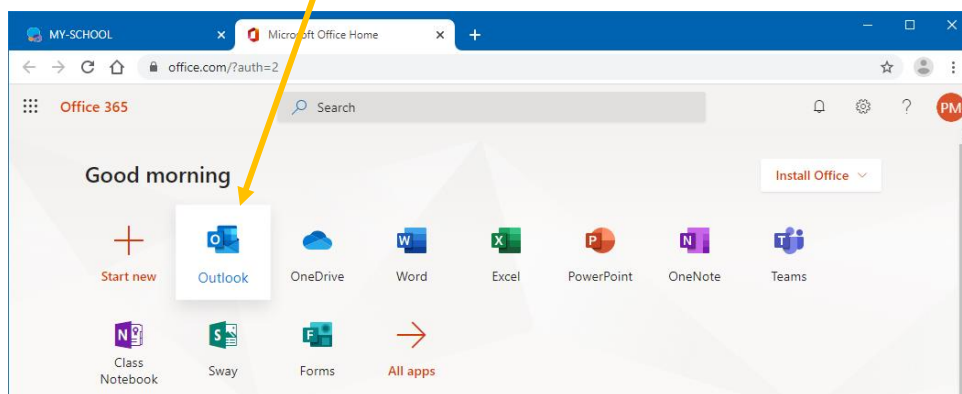 MY-SCHOOL
Microsoft Office Home
office.com/?auth=2
Office 365
Search
?
PM
Good morning
Install Office
Start new
Outlook
OneDrive
Word
Excel
PowerPoint
OneNote
Teams
Class
Notebook
Sway
Forms
All apps